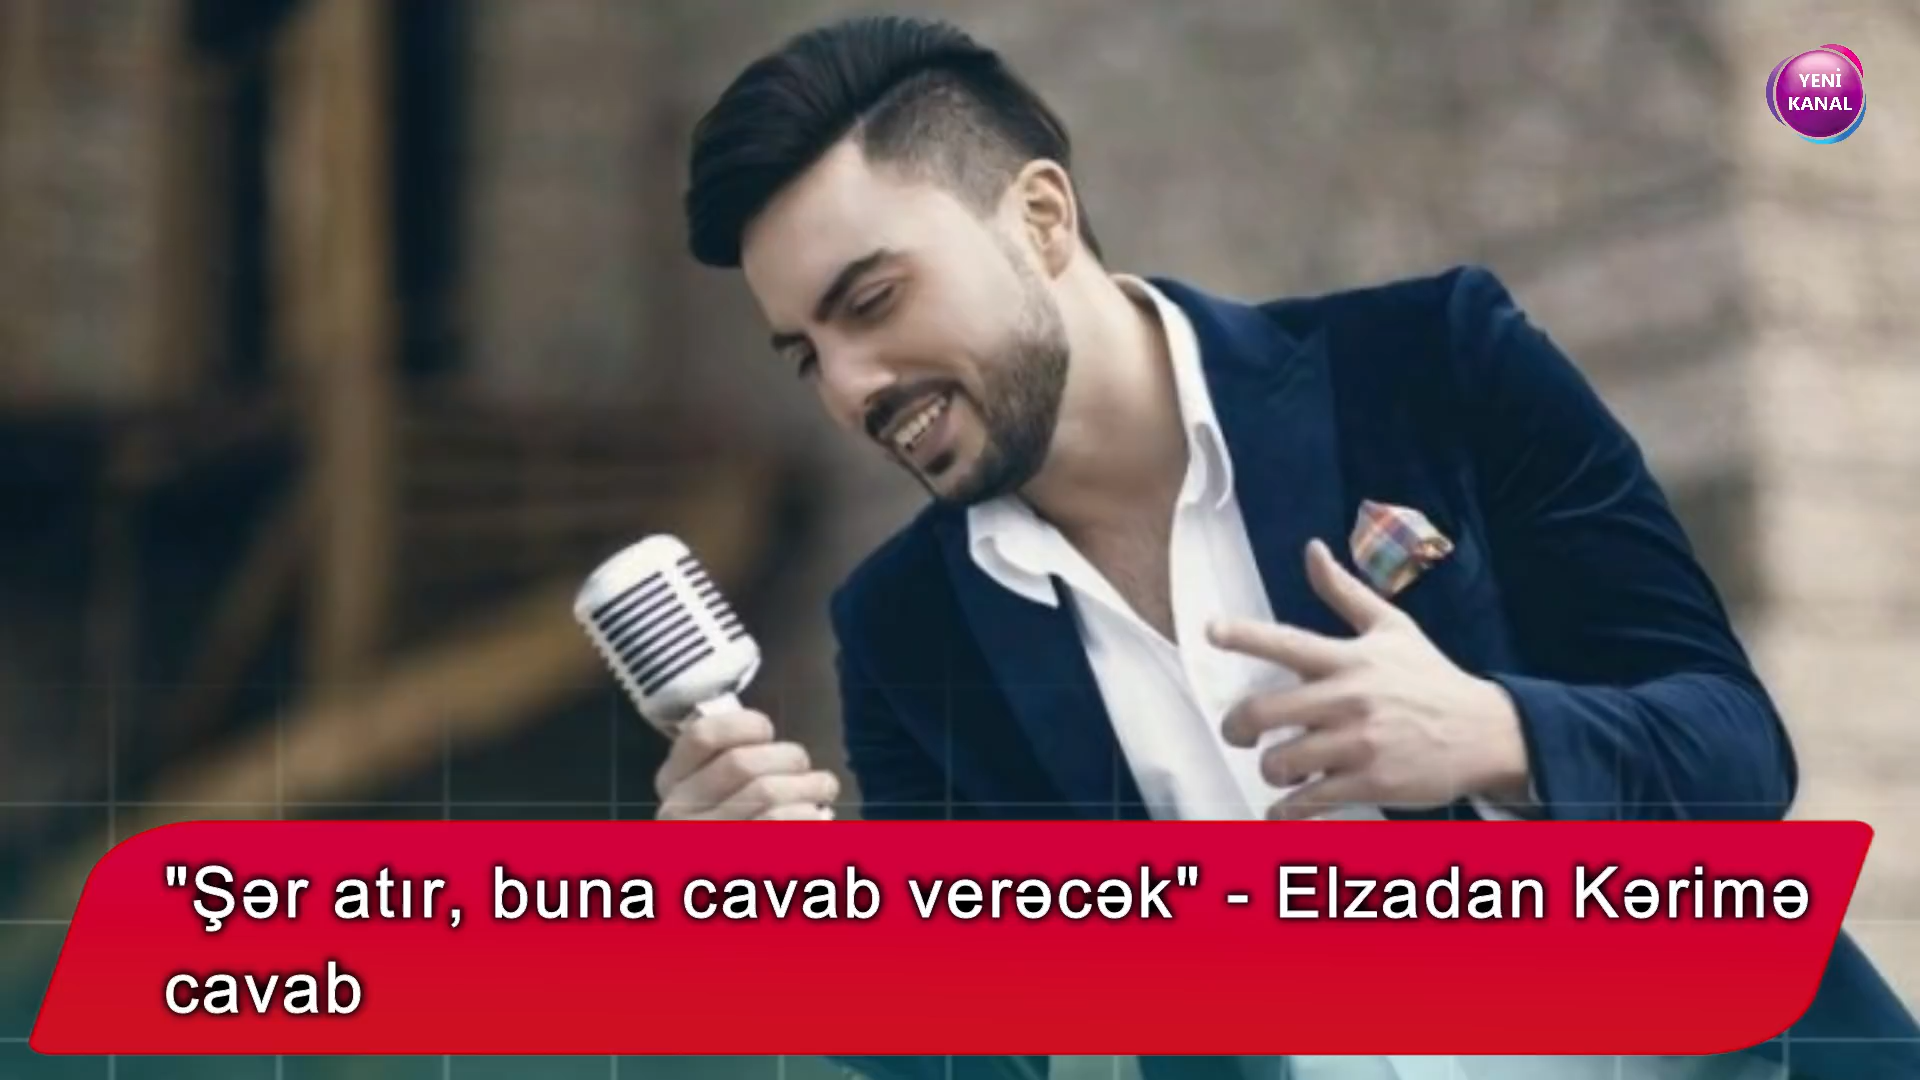 YENİ
KANAL
"Şər atır, buna cavab verəcək" - Elzadan Kərimə
cavab